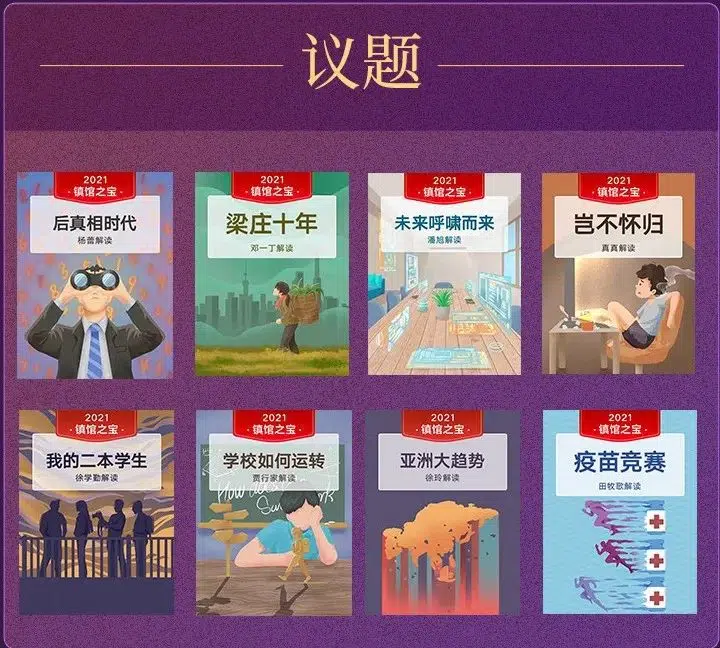 议题
2021
镇馆之宝
后真相时代
杨蕾解读
2021
镇馆之宝
梁庄十年
邓一丁解读
2021
镇馆之宝
未来呼啸而来
潘旭解读
2021
镇馆之宝
岂不怀归
真真解读
2021
镇馆之宝
我的二本学生
徐学勤解读
2021
镇馆之宝
学校如何运转
贾行家解读
How
2021
镇馆之宝
亚洲大趋势
徐玲解读
2021
镇馆之宝
疫苗竞赛
田牧歌解读